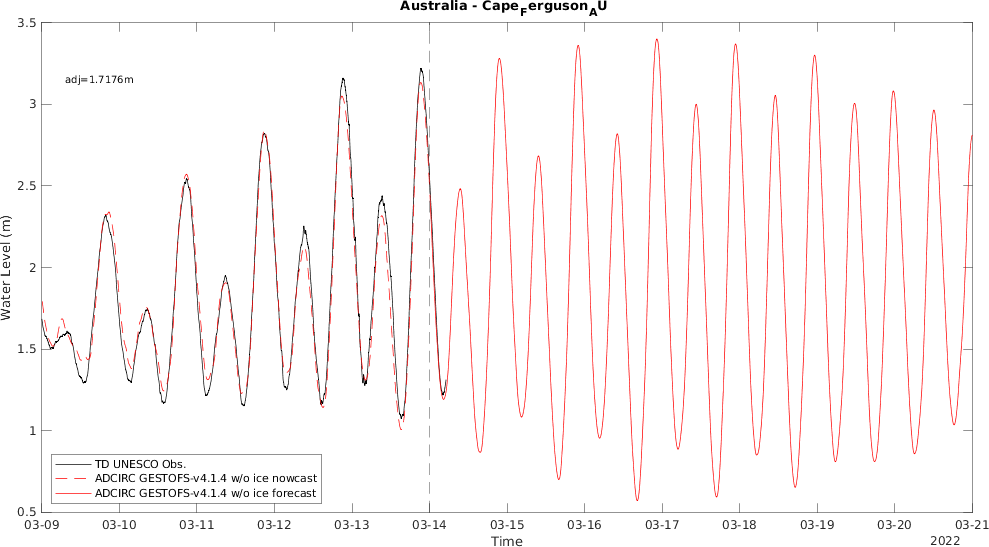 Australia - CapeFergusonAU
3.5
3
2.5
2
1.5
1
0.5
Water Level (m)
adj=1.7176m
TD UNESCO Obs.
ADCIRC GESTOFS-v4.1.4 w/o ice nowcast
ADCIRC GESTOFS-v4.1.4 w/o ice forecast
03-09 03-10 03-11 03-12 03-13 03-14 03-15 03-16 03-17 03-18 03-19 03-20 03-21
Time
2022